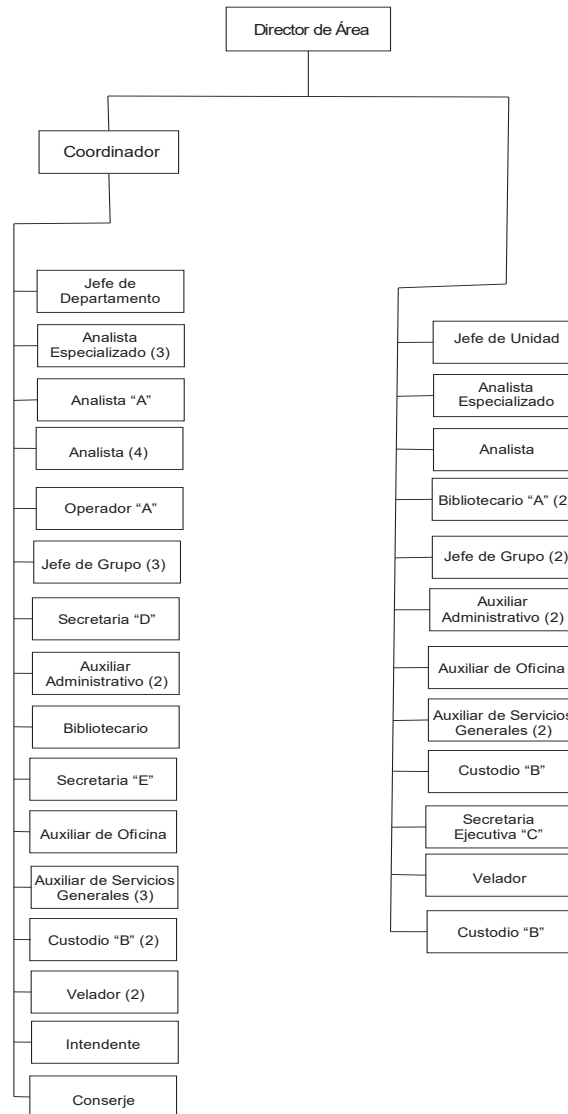 Director de Área
Coordinador
Jefe de
Departamento
Analista
Especializado (3)
Analista “A”
Analista (4)
Operador “A”
Jefe de Grupo (3)
Secretaria “D”
Auxiliar
Administrativo (2)
Bibliotecario
Secretaria “E”
Auxiliar de Oficina
Auxiliar de Servicios
Generales (3)
Custodio “B” (2)
Velador (2)
Intendente
Conserje
Jefe de Unidad
Analista
Especializado
Analista
Bibliotecario “A” (2
Jefe de Grupo (2)
Auxiliar
Administrativo (2)
Auxiliar de Oficina
Auxiliar de Servicios
Generales (2)
Custodio “B”
Secretaria
Ejecutiva “C”
Velador
Custodio “B”